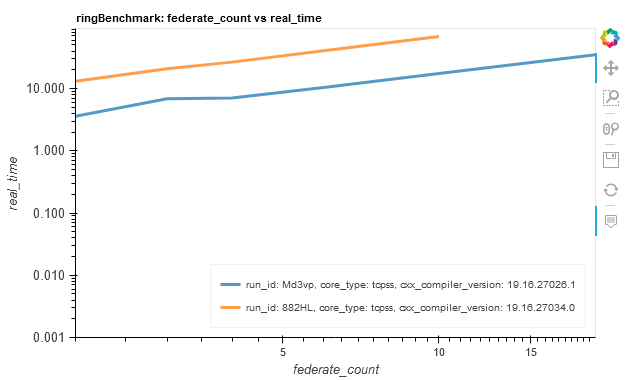 ringBenchmark: federate_count vs real_time
10.000
1.000
0.100
0.010
0.001
real_time
run_id: Md3vp, core_type: tcpss, cxx_compiler_version: 19.16.27026.1
run_id: 882HL, core_type: tcpss, cxx_compiler_version: 19.16.27034.0
5
10
15
federate_count